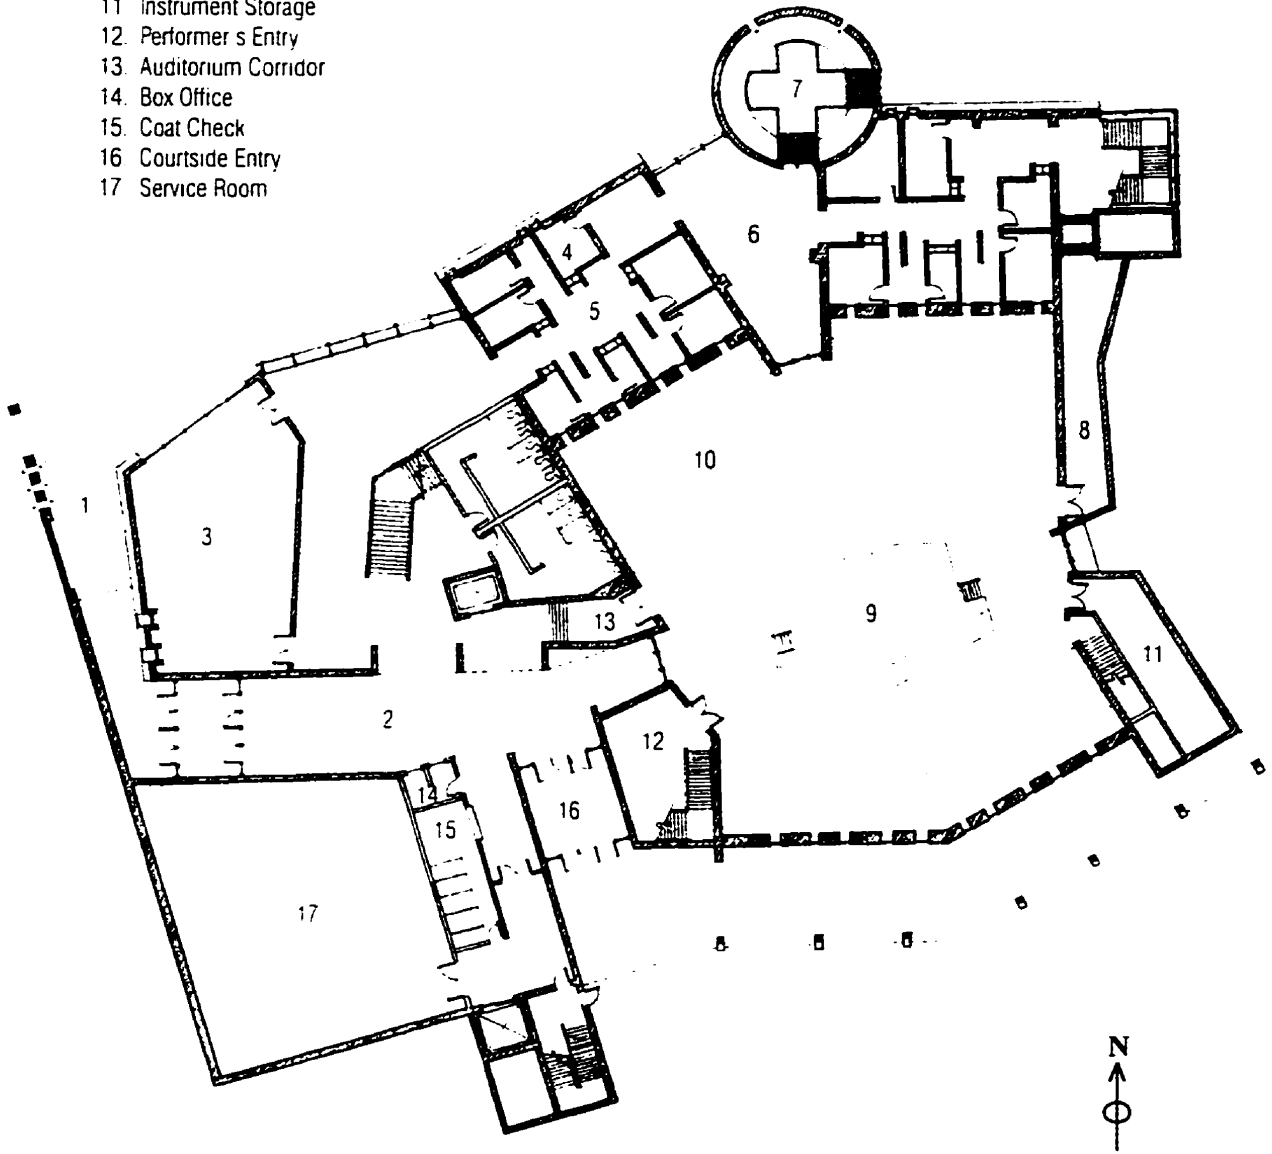 11 Instrument Storage
12. Performer s Entry
13. Auditorium Corridor
14. Box Office
15. Coat Check
16 Courtside Entry
17 Service Room
7
4
6
5
8
10
1
3
9
13
11
2
12
14
16
15
17
N